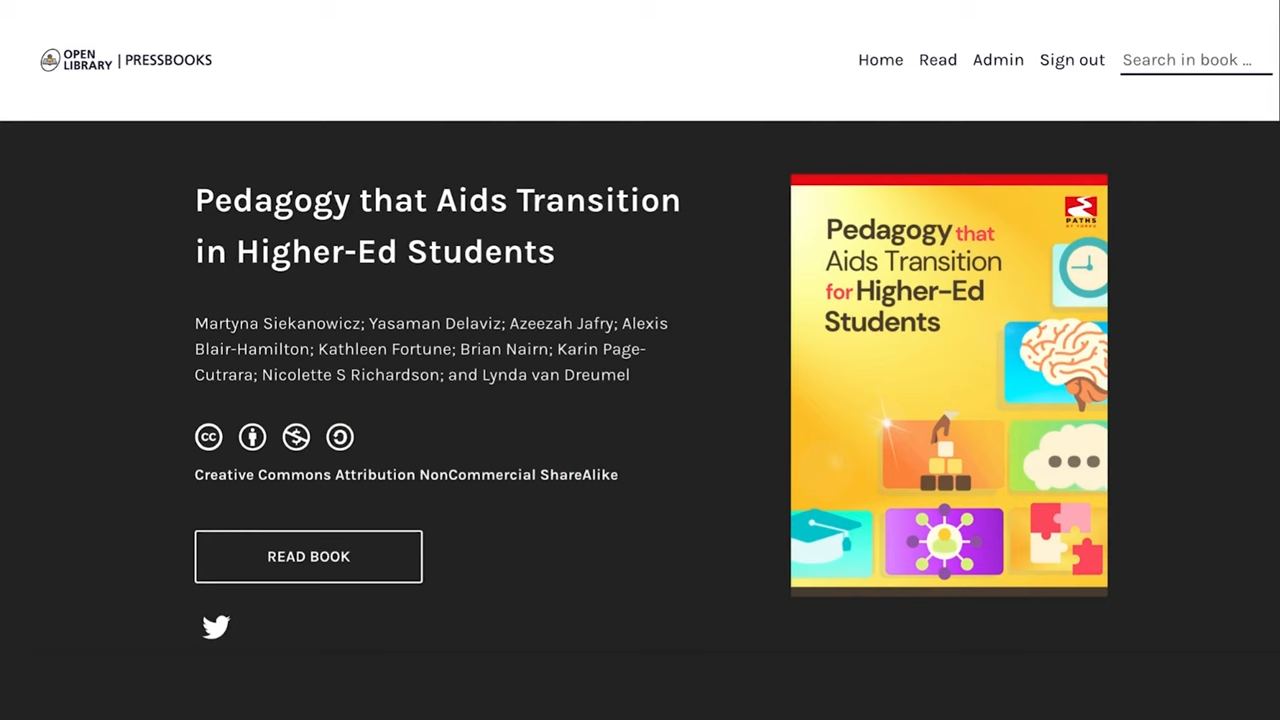 OPEN
LIBRARY | PRESSBOOKS
Home Read Admin Sign out Search in book ...
Pedagogy that Aids Transition
in Higher-Ed Students
Martyna Siekanowicz; Yasaman Delaviz; Azeezah Jafry; Alexis
Blair-Hamilton; Kathleen Fortune; Brian Nairn; Karin Page-
Cutrara; Nicolette S Richardson; and Lynda van Dreumel
cc
Creative Commons Attribution NonCommercial ShareAlike
READ BOOK
PATHS
Pedagogy that
Aids Transition
for Higher-Ed
Students